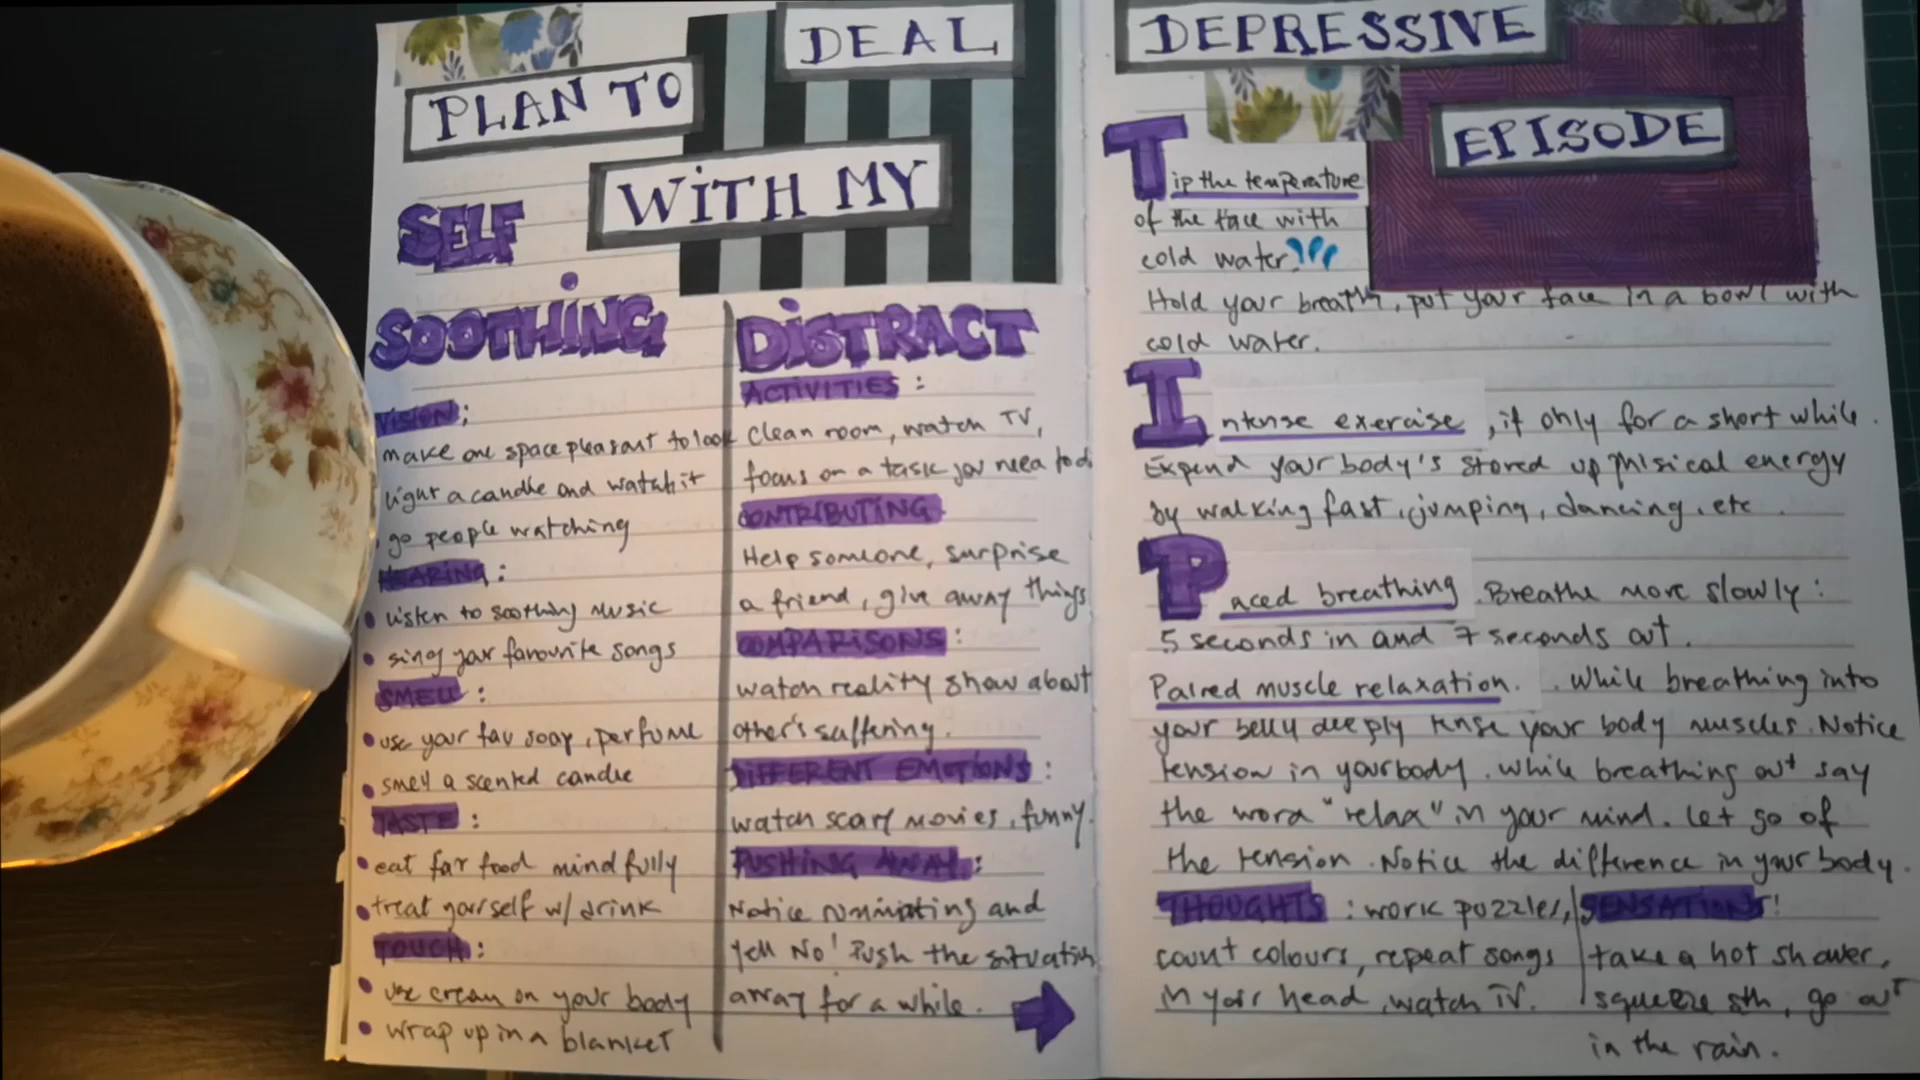 PLAN TO
DEAL
WiTH MY
DEPRESSIVE
EPISODE
SELF
SOOTHiNG
ViSiON;
make one space pleasant to look
light a candle and watch it
go people watching
HEARiNG:
• listen to soothing music
• sing your favourite songs
SMELL:
• use your fav soap, perfume
• smell a scented candle
TASTE:
• eat fav food mindfully
• treat yourself w/ drink
TOUCH:
• use cream on your body
• wrap up in a blanket
DiSTRACT
ACTiViTiES:
clean room, watch TV,
focus on a task you need to do
CONTRiBUTiNG
Help someone, surprise
a friend, give away things
COMPARiSONS:
watch reality show about
other's suffering.
DiFFERENT EMOTiONS:
watch scary movies, funny.
PUSHiNG AWAY:
Notice ruminating and
yell No! Push the situation
away for a while.
Tip the temperature
of the face with
cold water.
Hold your breath, put your face in a bowl with
cold water.
Intense exercise, if only for a short while.
Expend your body's stored up phisical energy
by walking fast, jumping, dancing, etc.
Paced breathing. Breathe more slowly:
5 seconds in and 7 seconds out.
Paired muscle relaxation. While breathing into
your belly deeply tense your body muscles. Notice
tension in your body. While breathing out say
the word "relax" in your mind. Let go of
the tension. Notice the difference in your body.
THOUGHTS: work puzzles,
count colours, repeat songs
in your head, watch TV.
SENSATiONS!
take a hot shower,
squeeze sth, go out
in the rain.